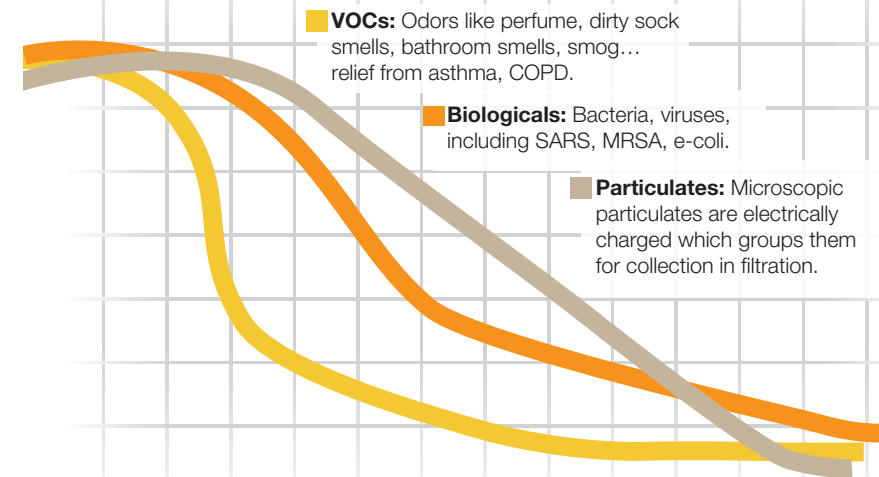 VOCs: Odors like perfume, dirty sock
smells, bathroom smells, smog…
relief from asthma, COPD.
Biologicals: Bacteria, viruses,
including SARS, MRSA, e-coli.
Particulates: Microscopic
particulates are electrically
charged which groups them
for collection in filtration.